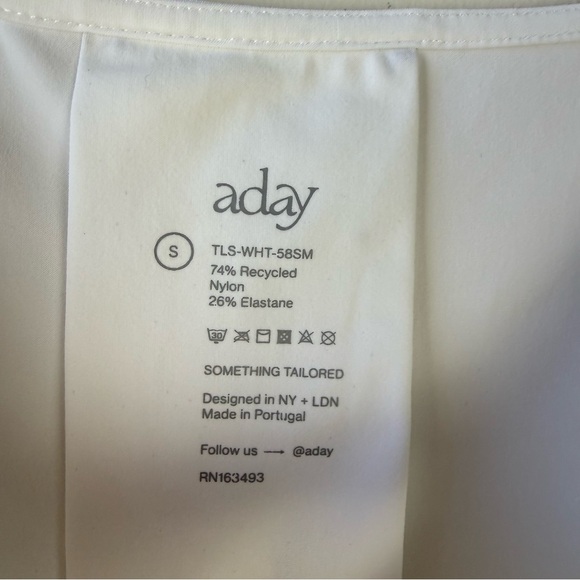 aday
S
TLS-WHT-58SM
74% Recycled
Nylon
26% Elastane
30
SOMETHING TAILORED
Designed in NY + LDN
Made in Portugal
Follow us → @aday
RN163493